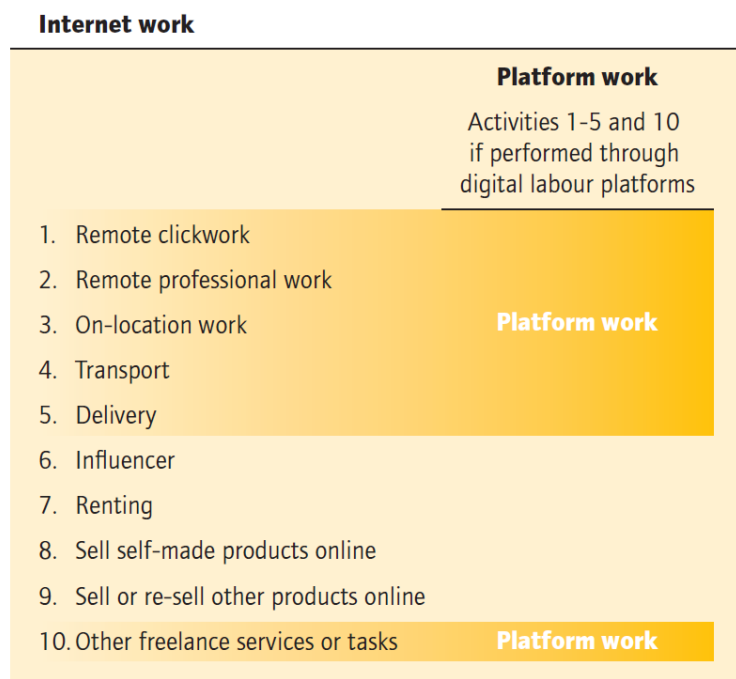 Internet work
Platform work
Activities 1-5 and 10
if performed through
digital labour platforms
1. Remote clickwork
2. Remote professional work
3. On-location work Platform work
4. Transport
5. Delivery
6. Influencer
7. Renting
8. Sell self-made products online
9. Sell or re-sell other products online
10. Other freelance services or tasks Platform work